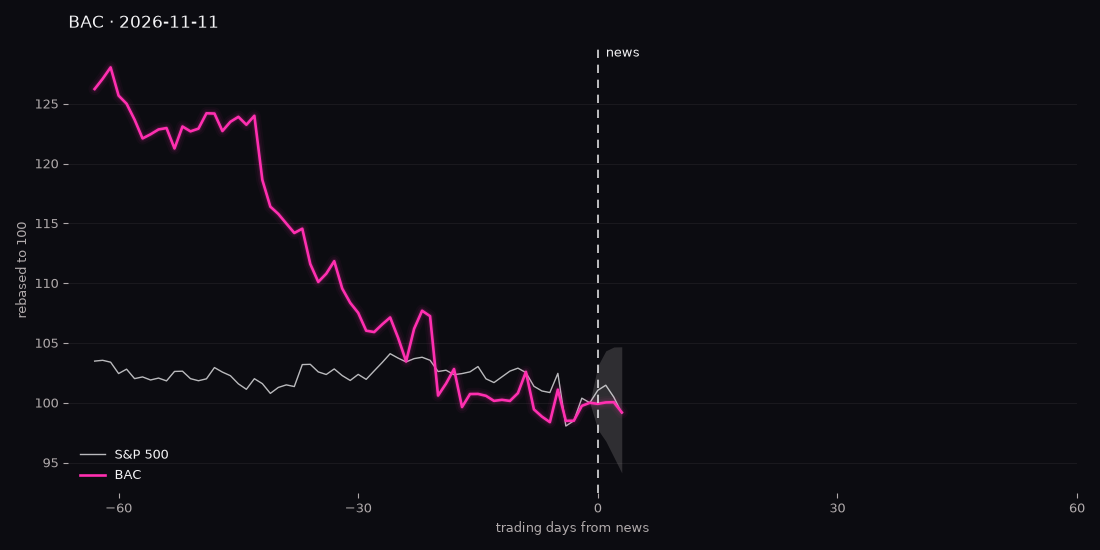 BAC · 2026-11-11
news
125
120
115
110
105
100
95
rebased to 100
S&P 500
BAC
−60
−30
0
30
60
trading days from news